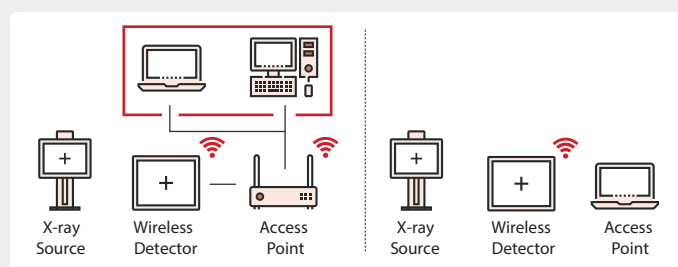 X-ray
Source
Wireless
Detector
Access
Point
X-ray
Source
Wireless
Detector
Access
Point